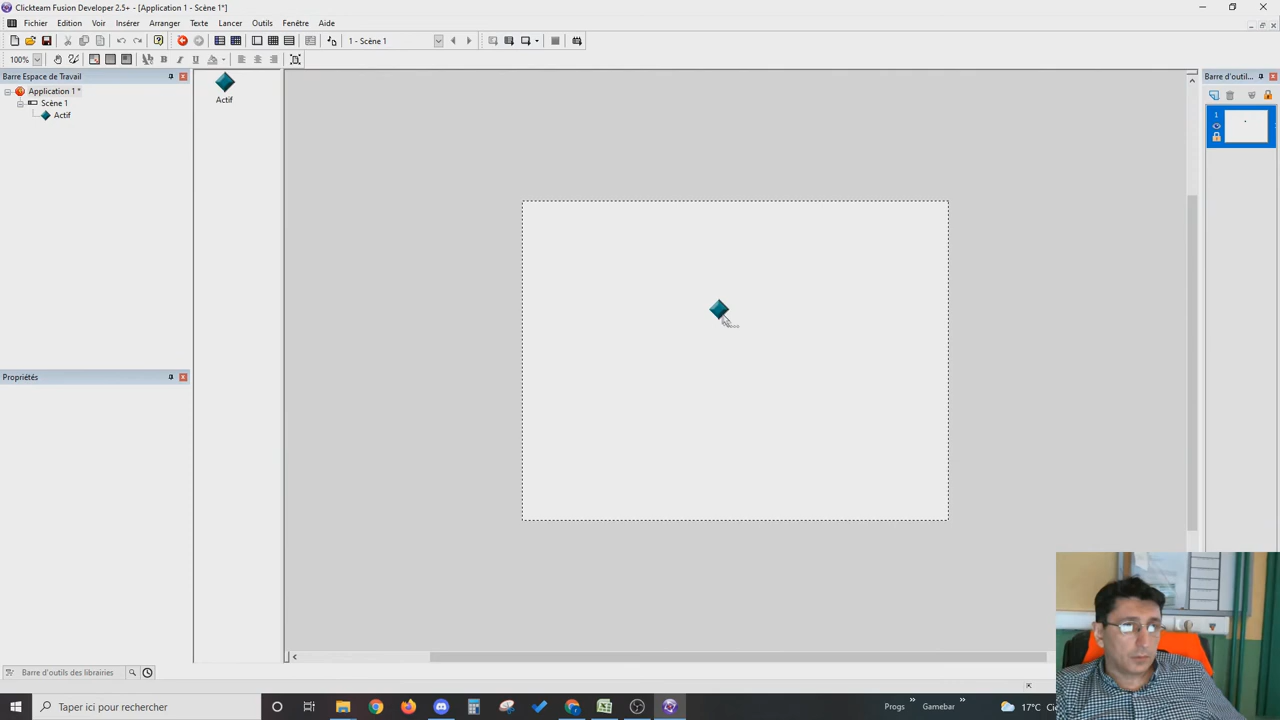 Clickteam Fusion Developer 2.5+ - [Application 1 - Scène 1*]
Fichier Edition Voir Insérer Arranger Texte Lancer Outils Fenêtre Aide
1 - Scène 1
100%
Barre Espace de Travail
Application 1 *
Scène 1
Actif
Propriétés
Actif
Barre d'outil...
1
Barre d'outils des librairies
Taper ici pour rechercher
Progs
Gamebar
17°C